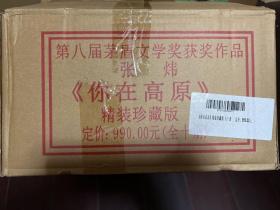 第八届茅盾文学奖获奖作品
张 炜
《你在高原》
精装珍藏版
定价:990.00元(全十册)